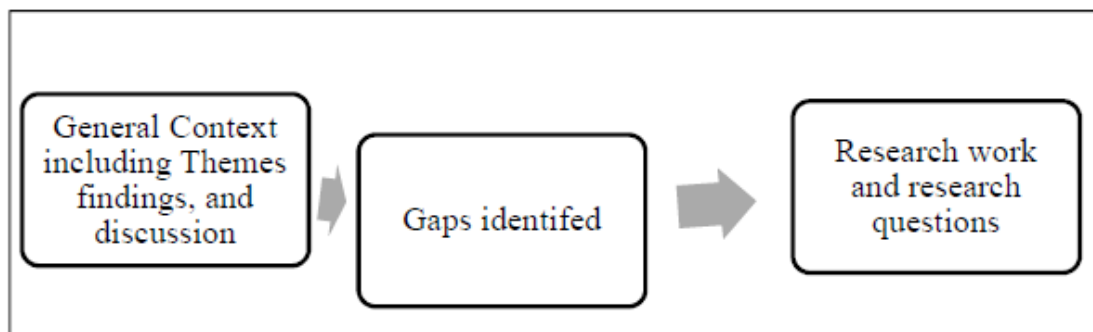 General Context
including Themes
findings, and
discussion
Gaps identifed
Research work
and research
questions